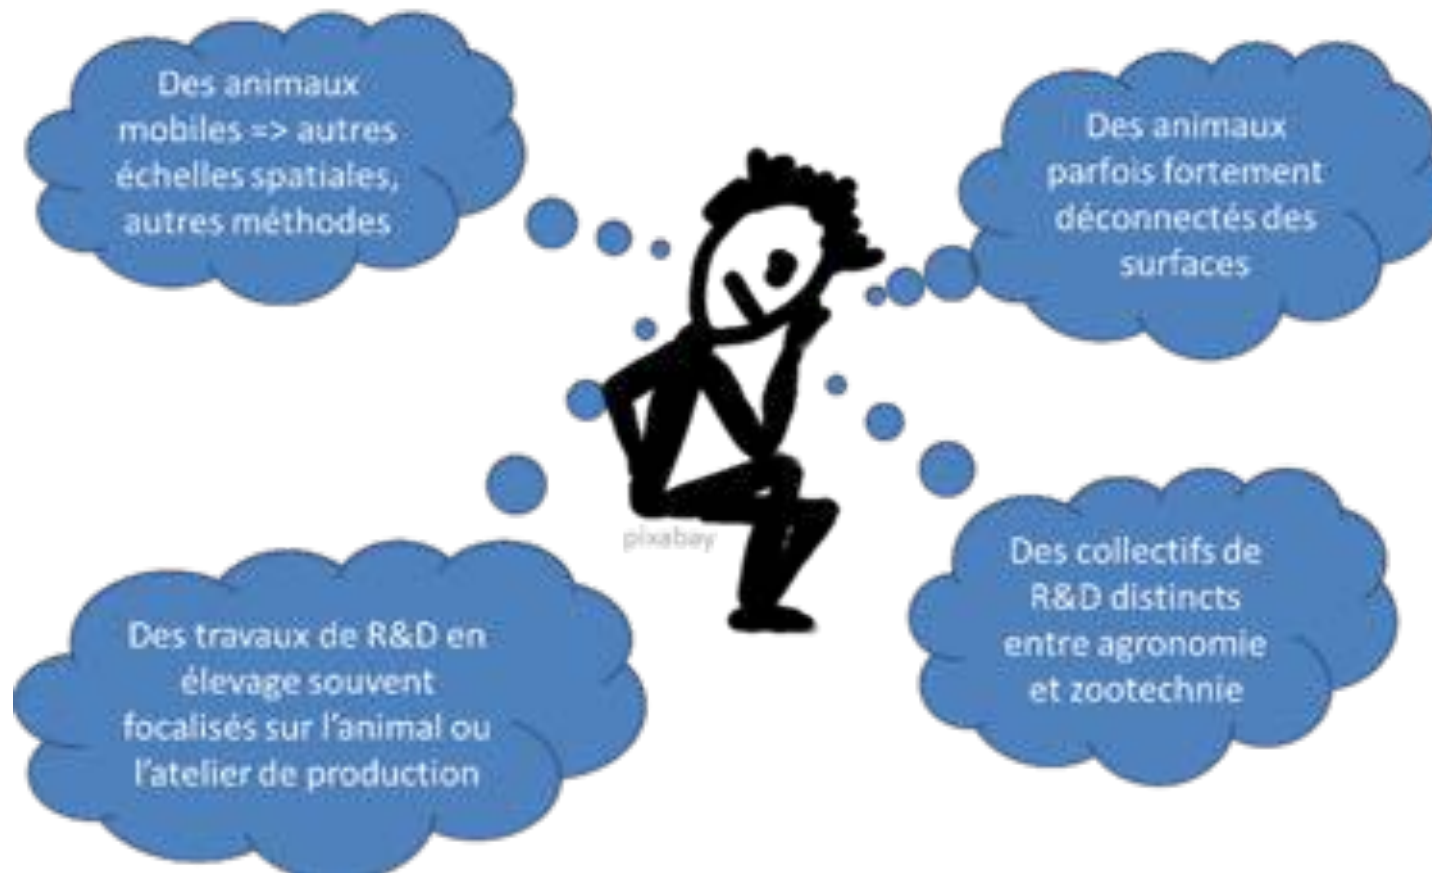 Des animaux
mobiles => autres
échelles spatiales,
autres méthodes
Des animaux
parfois fortement
déconnectés des
surfaces
pixabay
Des travaux de R&D en
élevage souvent
focalisés sur l'animal ou
l'atelier de production
Des collectifs de
R&D distincts
entre agronomie
et zootechnie